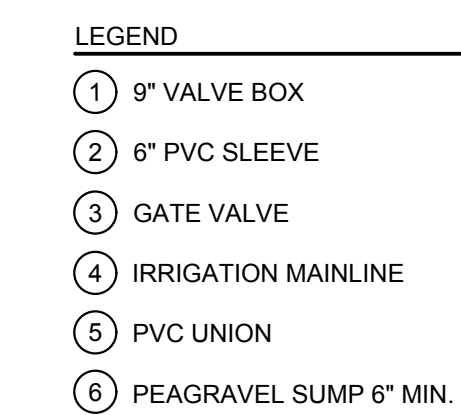 LEGEND
1 9" VALVE BOX
2 6" PVC SLEEVE
3 GATE VALVE
4 IRRIGATION MAINLINE
5 PVC UNION
6 PEAGRAVEL SUMP 6" MIN.